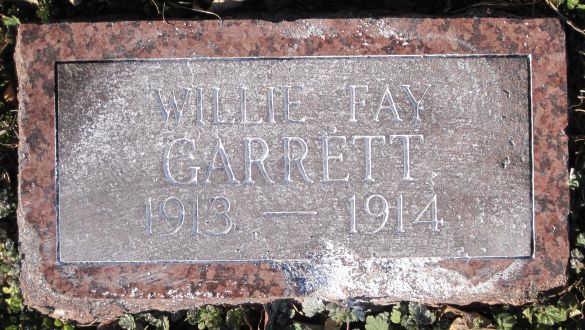 WILLIE FAY
GARRETT
1913 — 1914